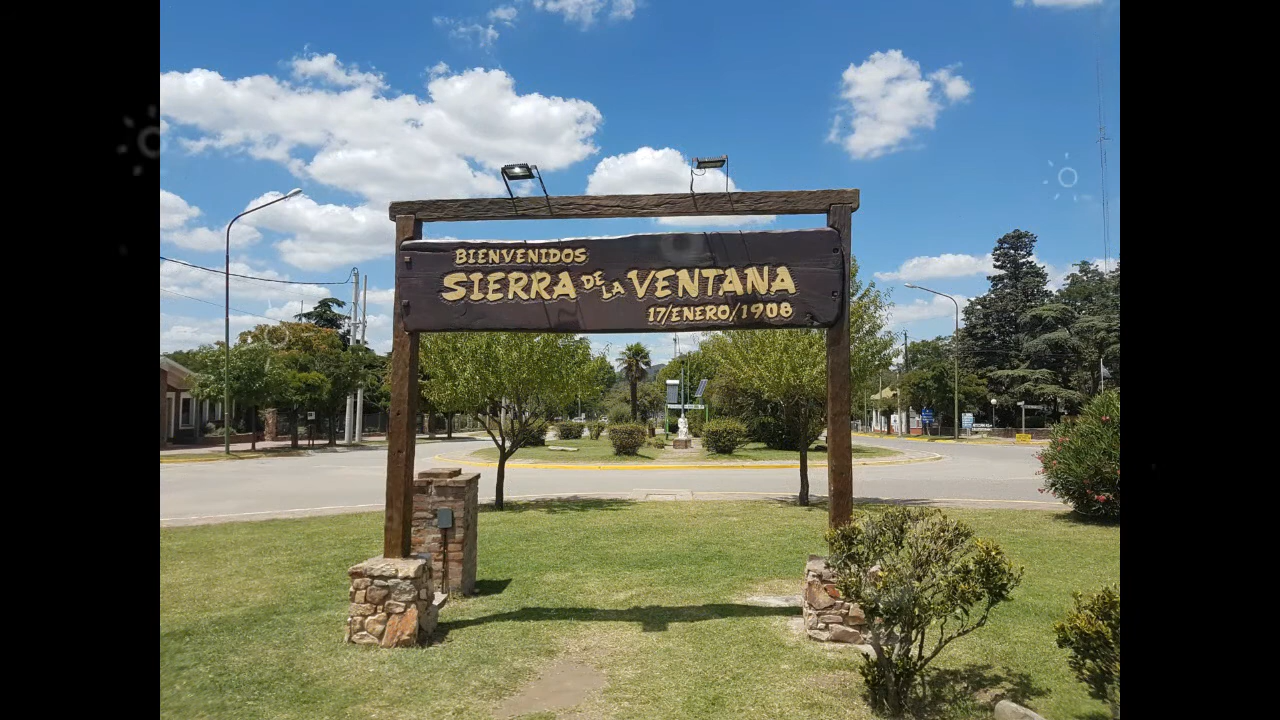 BIENVENIDOS
SIERRA DE LA VENTANA
17/ENERO/1908